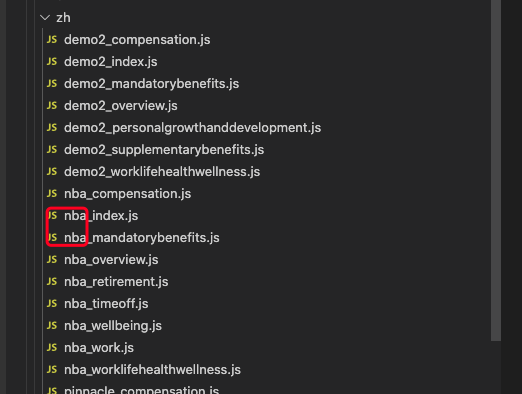 zh
JS demo2_compensation.js
JS demo2_index.js
JS demo2_mandatorybenefits.js
JS demo2_overview.js
JS demo2_personalgrowthanddevelopment.js
JS demo2_supplementarybenefits.js
JS demo2_worklifehealthwellness.js
JS nba_compensation.js
JS nba_index.js
JS nba_mandatorybenefits.js
JS nba_overview.js
JS nba_retirement.js
JS nba_timeoff.js
JS nba_wellbeing.js
JS nba_work.js
JS nba_worklifehealthwellness.js
JS pinnacle_compensation.js